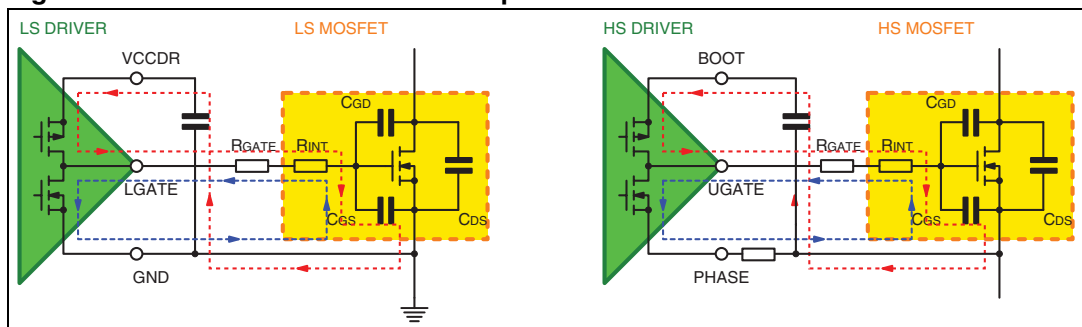 LS DRIVER
LS MOSFET
VCCDR
CGD
RGATE
RINT
LGATE
CGS
CDS
GND
HS DRIVER
HS MOSFET
BOOT
CGD
RGATE
RINT
UGATE
CGS
CDS
PHASE